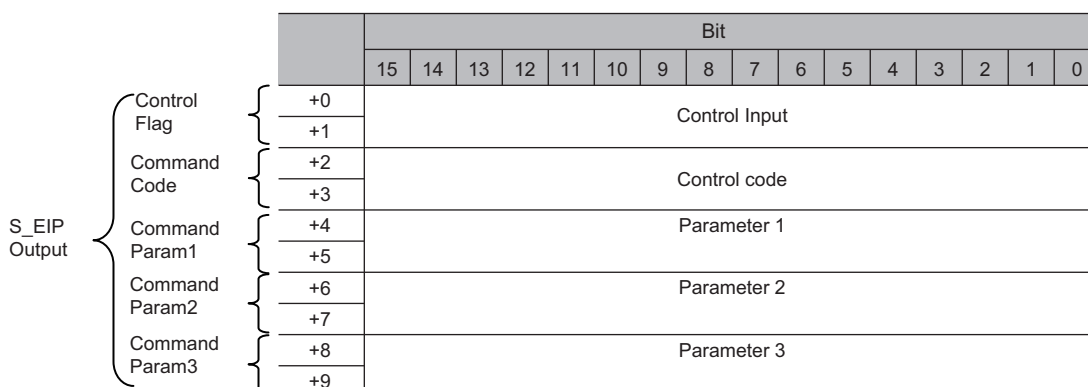 Bit
15 14 13 12 11 10 9 8 7 6 5 4 3 2 1 0
S_EIP
Output
Control
Flag
+0
+1
Control Input
Command
Code
+2
+3
Control code
Command
Param1
+4
+5
Parameter 1
Command
Param2
+6
+7
Parameter 2
Command
Param3
+8
+9
Parameter 3